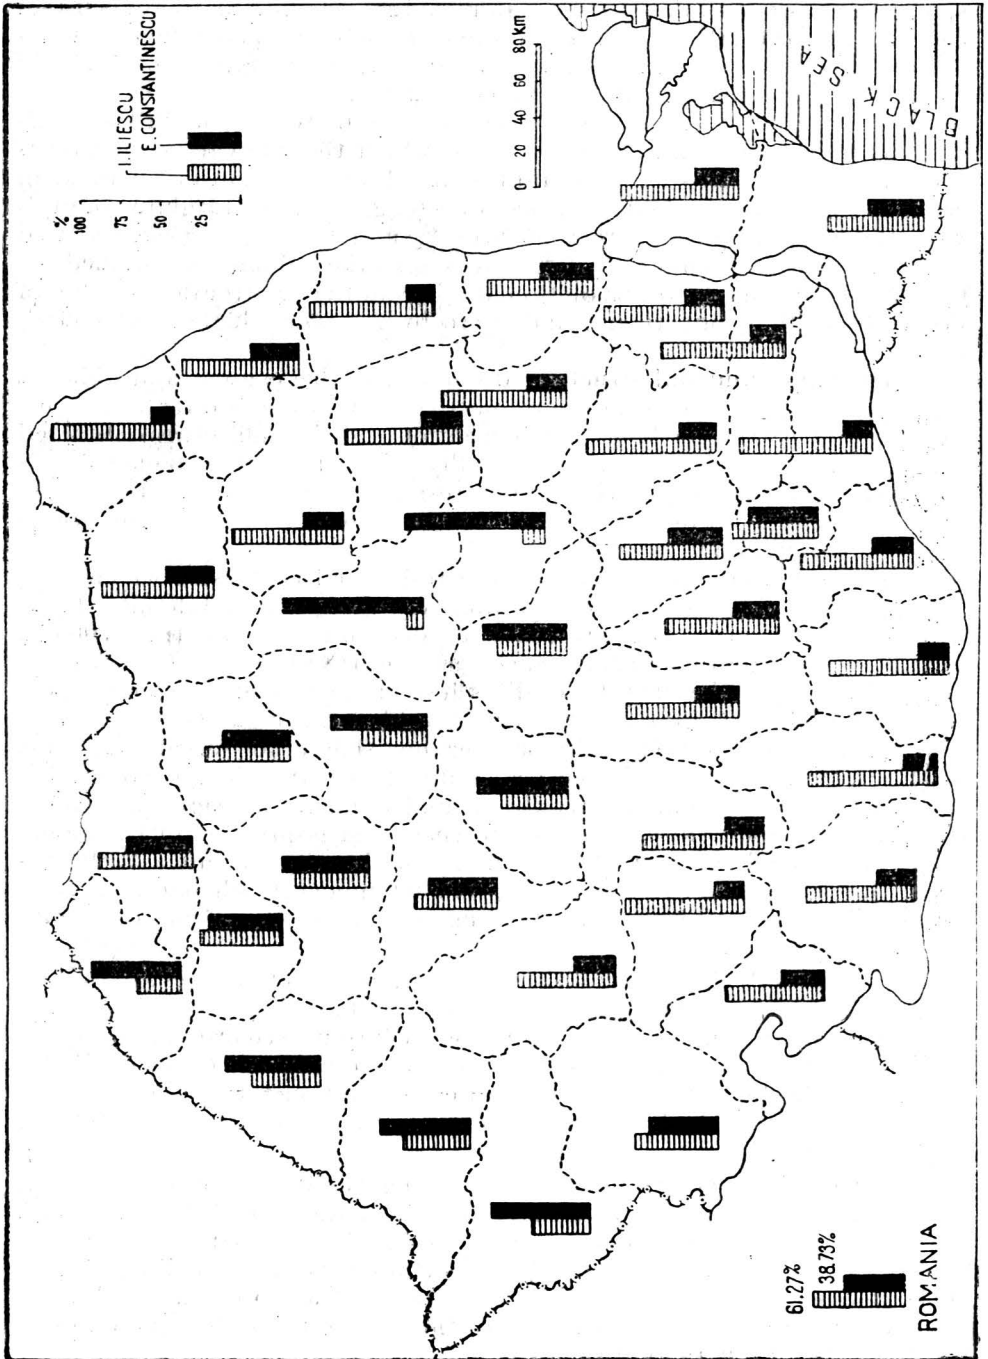 %
100
75
50
25
I. ILIESCU
E. CONSTANTINESCU
0 20 40 60 80 km
BLACK SEA
61.27%
38.73%
ROMANIA